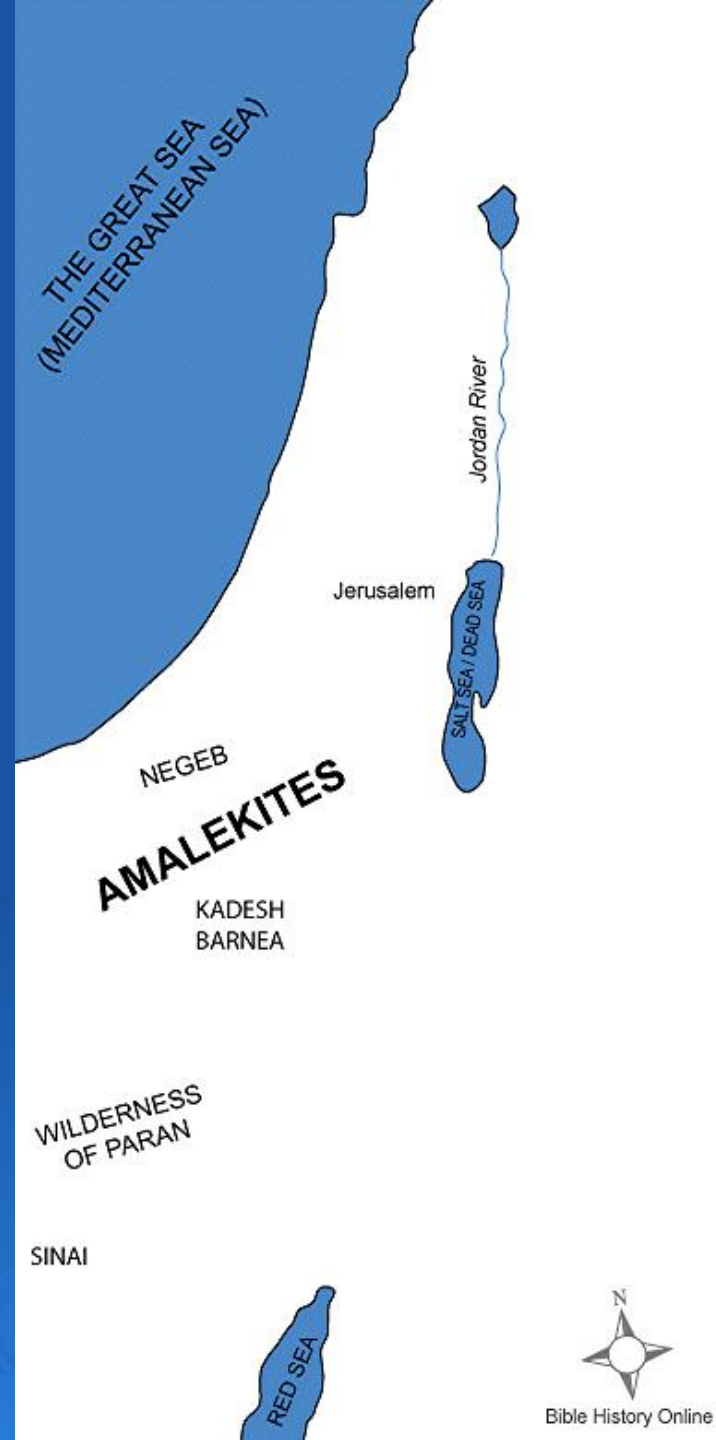 THE GREAT SEA
(MEDITERRANEAN SEA)
Jordan River
Jerusalem
SALT SEA / DEAD SEA
NEGEB
AMALEKITES
KADESH
BARNEA
WILDERNESS
OF PARAN
SINAI
RED SEA
N
Bible History Online